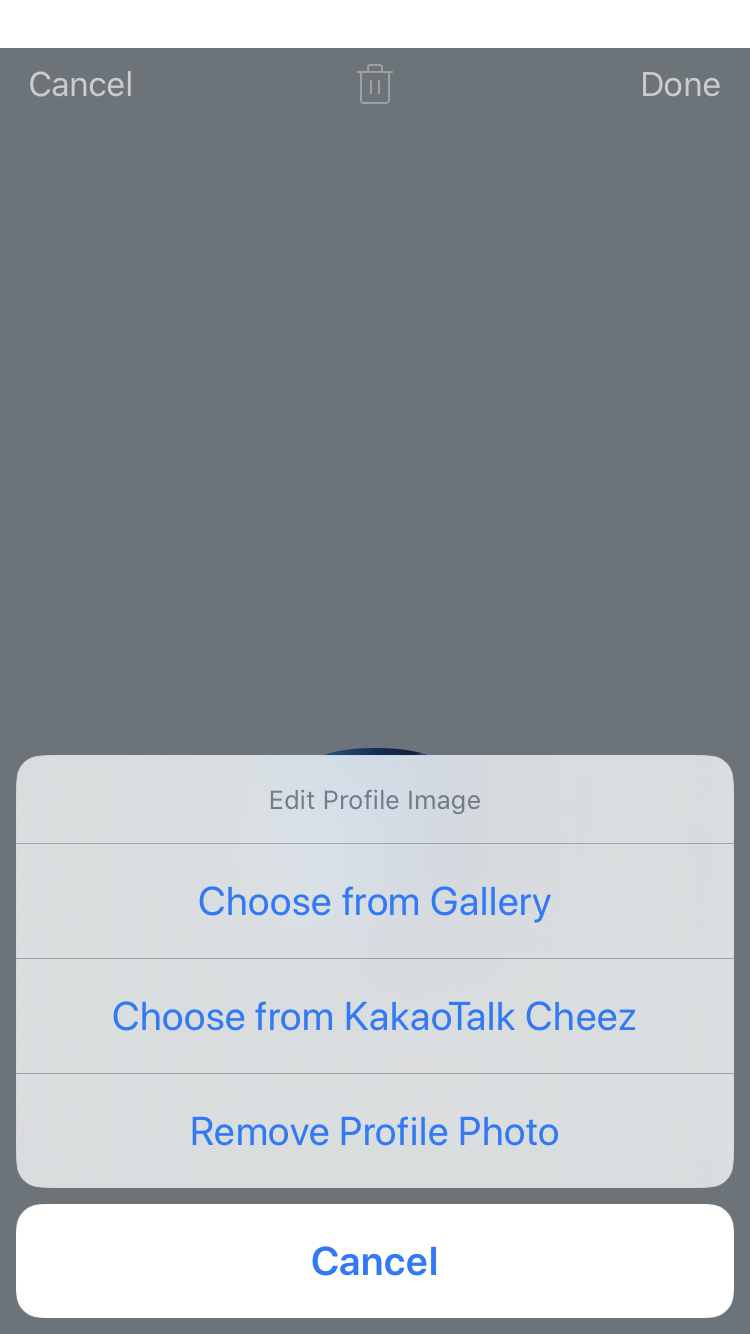 Cancel
Done
Edit Profile Image
Choose from Gallery
Choose from KakaoTalk Cheez
Remove Profile Photo
Cancel